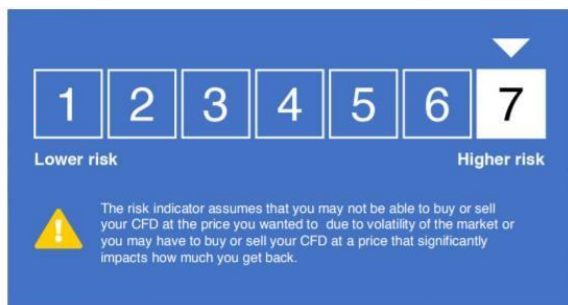 1 2 3 4 5 6 7
Lower risk Higher risk
The risk indicator assumes that you may not be able to buy or sell
your CFD at the price you wanted to due to volatility of the market or
you may have to buy or sell your CFD at a price that significantly
impacts how much you get back.